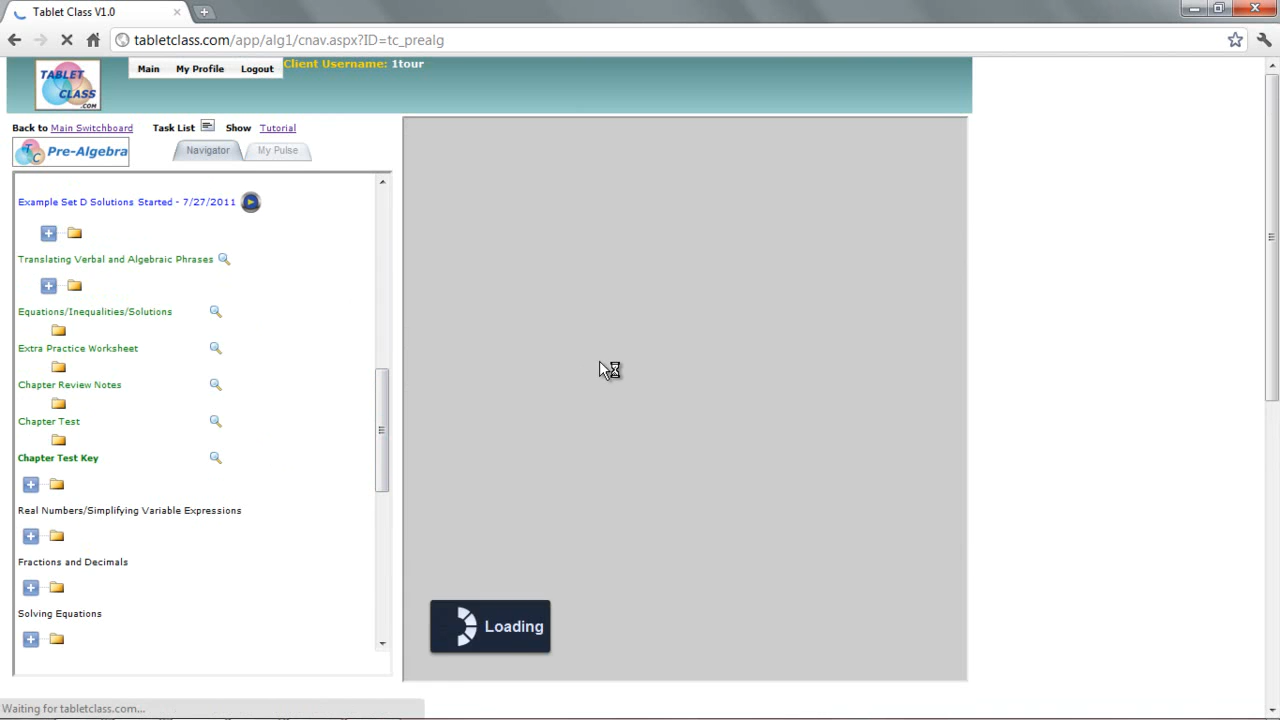 Tablet Class V1.0
tabletclass.com/app/alg1/cnav.aspx?ID=tc_prealg
TABLET
CLASS
.COM
Main My Profile Logout Client Username: 1tour
Back to Main Switchboard Task List Show Tutorial
TC Pre-Algebra Navigator My Pulse
Example Set D Solutions Started - 7/27/2011
Translating Verbal and Algebraic Phrases
Equations/Inequalities/Solutions
Extra Practice Worksheet
Chapter Review Notes
Chapter Test
Chapter Test Key
Real Numbers/Simplifying Variable Expressions
Fractions and Decimals
Solving Equations
Loading
Waiting for tabletclass.com...